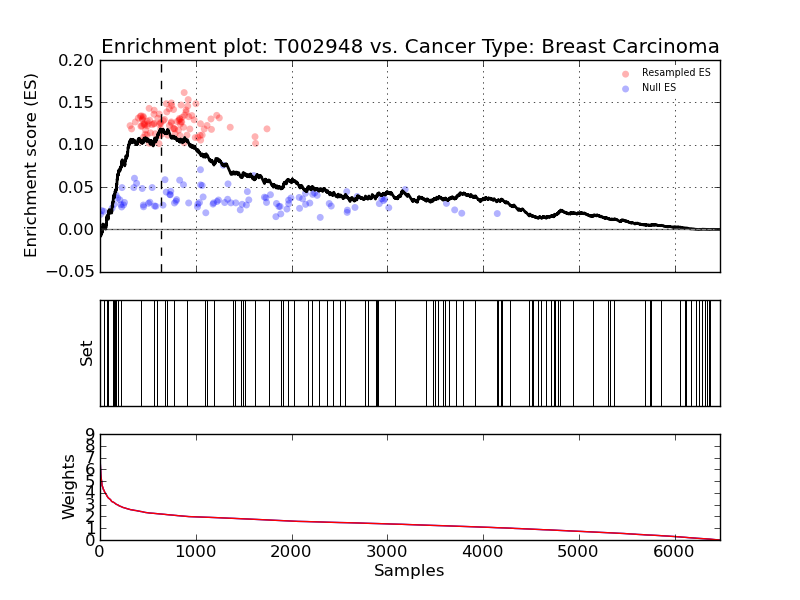 Enrichment plot: T002948 vs. Cancer Type: Breast Carcinoma
0.20
0.15
0.10
0.05
0.00
−0.05
Enrichment score (ES)
Resampled ES
Null ES
Set
9
8
7
6
5
4
3
2
1
0
Weights
0 1000 2000 3000 4000 5000 6000
Samples